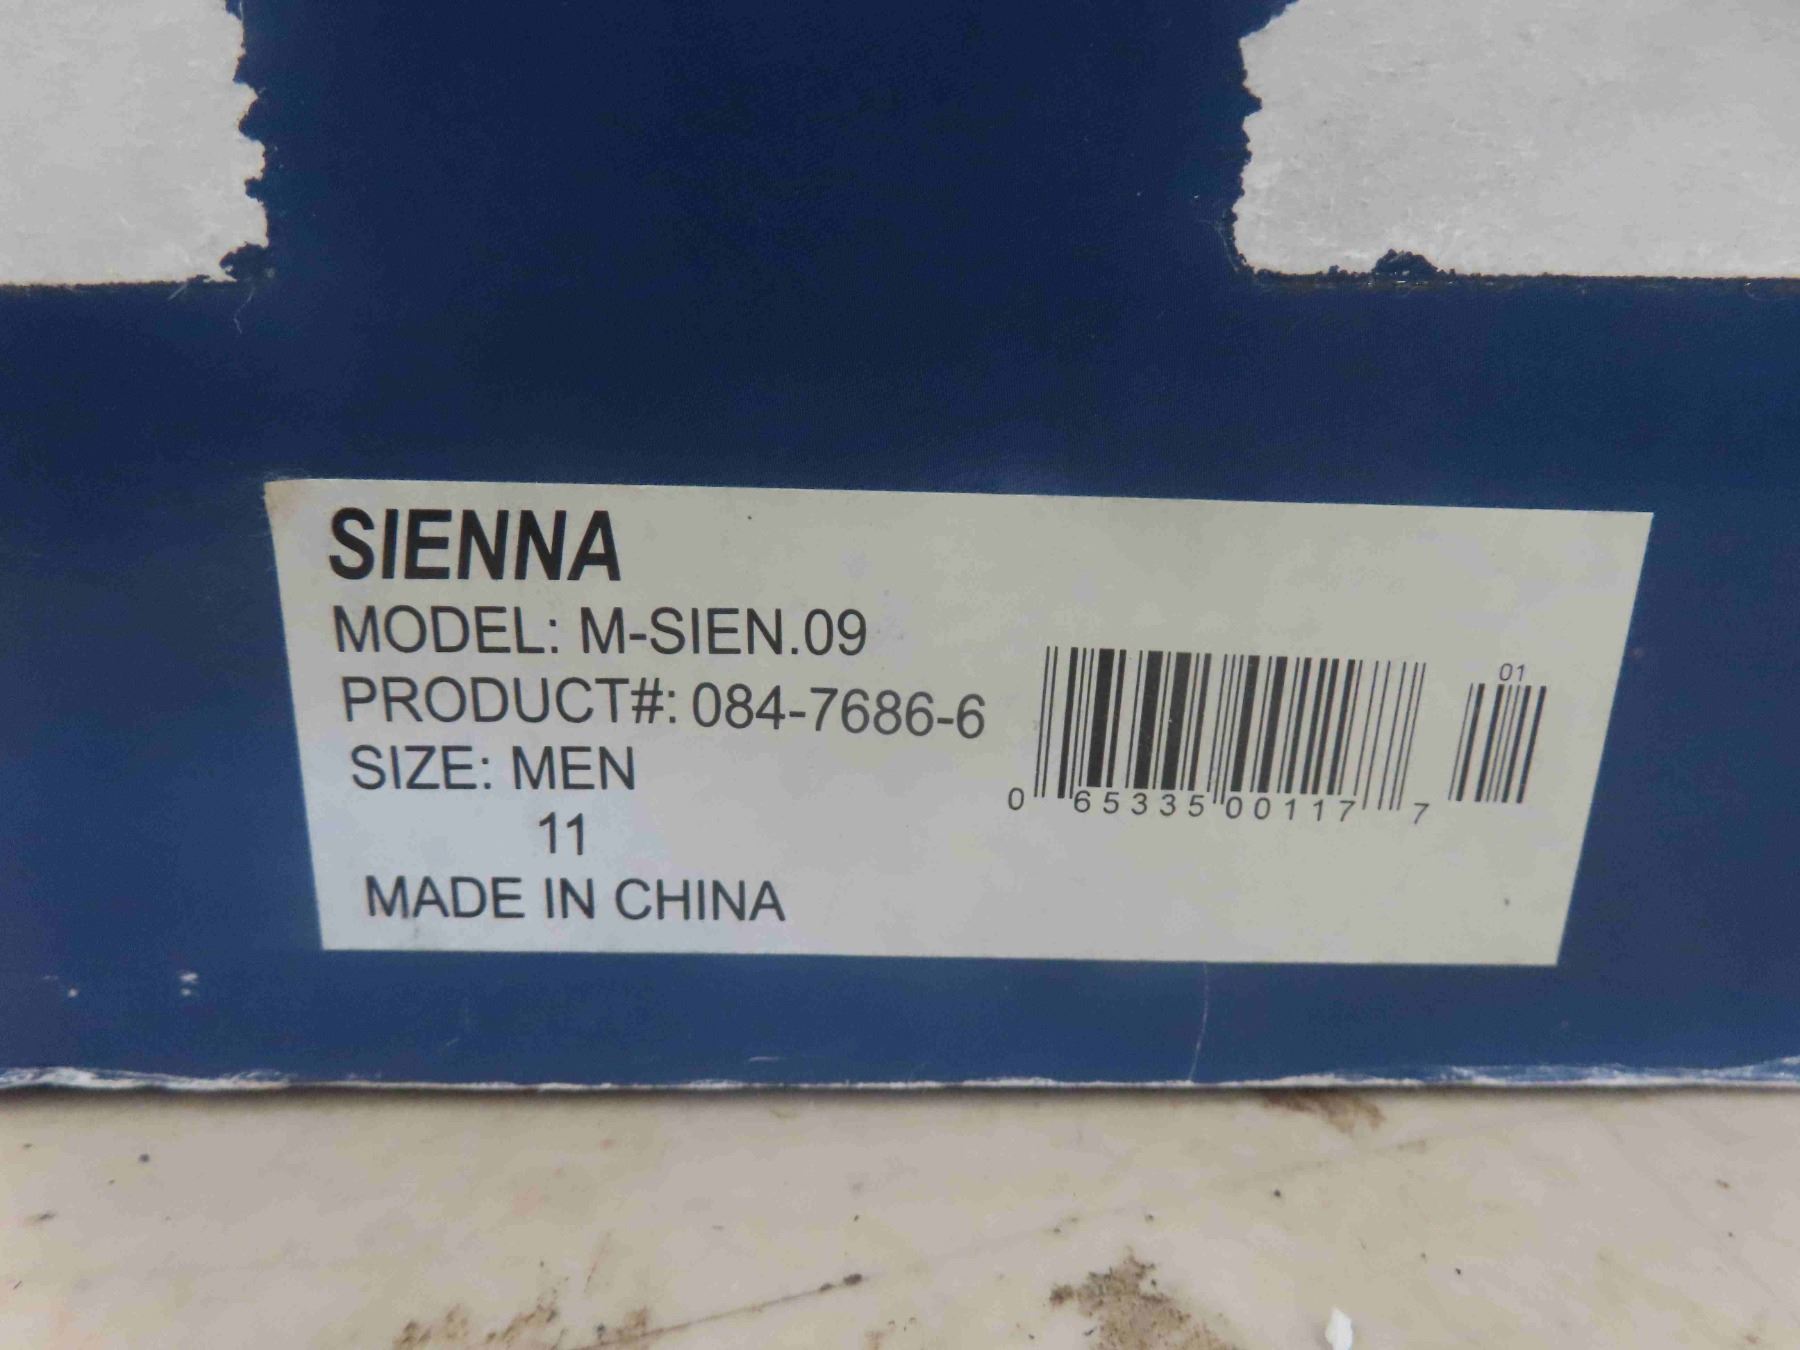 SIENNA
MODEL: M-SIEN.09
PRODUCT#: 084-7686-6
SIZE: MEN
11
MADE IN CHINA
01
0 65335 00117 7